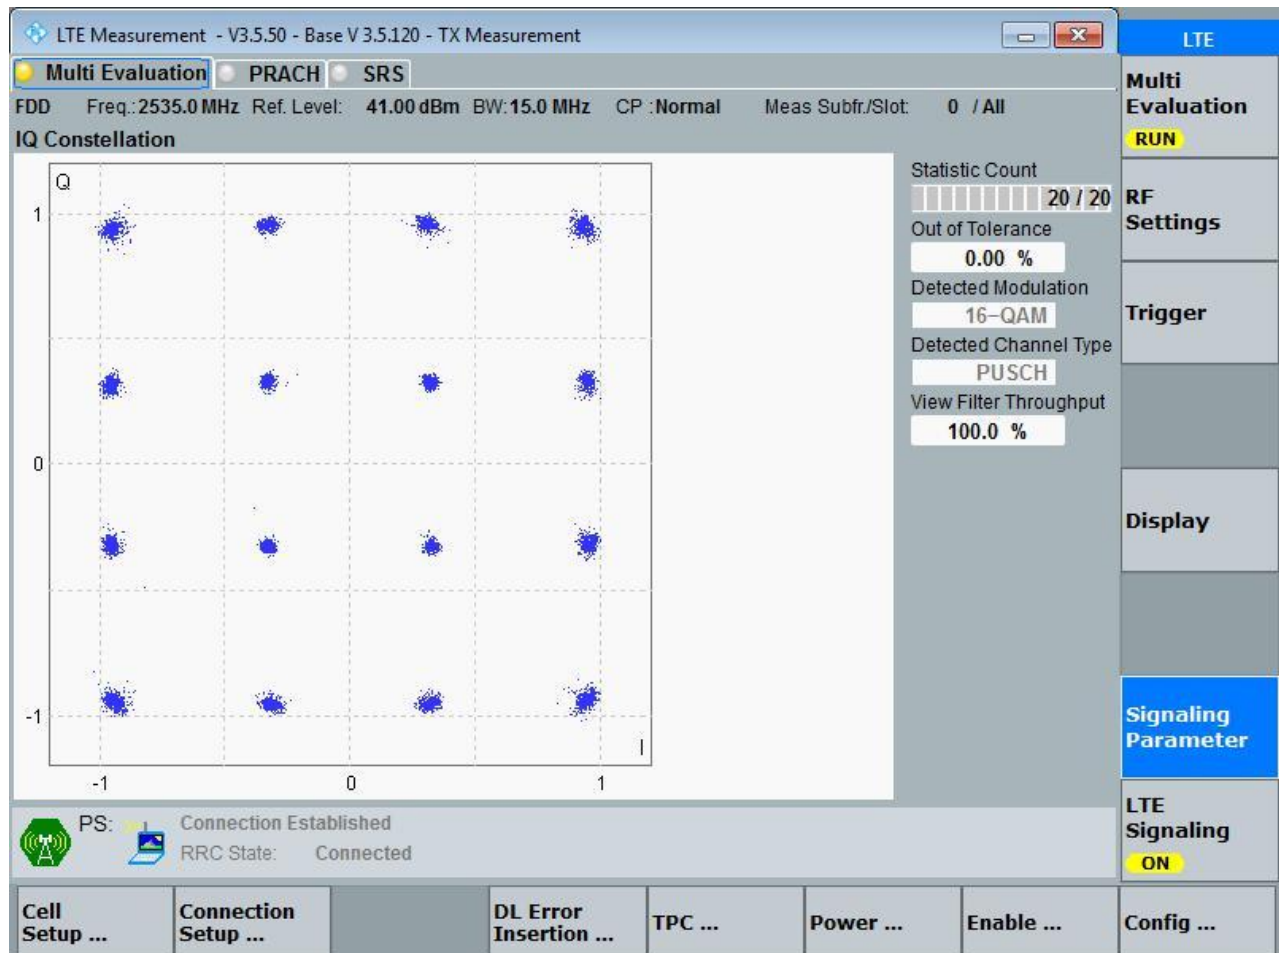 LTE Measurement - V3.5.50 - Base V 3.5.120 - TX Measurement
LTE
Multi Evaluation PRACH SRS
FDD Freq.: 2535.0 MHz Ref. Level: 41.00 dBm BW: 15.0 MHz CP : Normal Meas Subfr./Slot: 0 / All
IQ Constellation
Q
1
0
-1
I
-1 0 1
Statistic Count
20 / 20
Out of Tolerance
0.00 %
Detected Modulation
16-QAM
Detected Channel Type
PUSCH
View Filter Throughput
100.0 %
Multi
Evaluation
RUN
RF
Settings
Trigger
Display
Signaling
Parameter
LTE
Signaling
ON
PS: Connection Established
RRC State: Connected
Cell
Setup ...
Connection
Setup ...
DL Error
Insertion ...
TPC ...
Power ...
Enable ...
Config ...